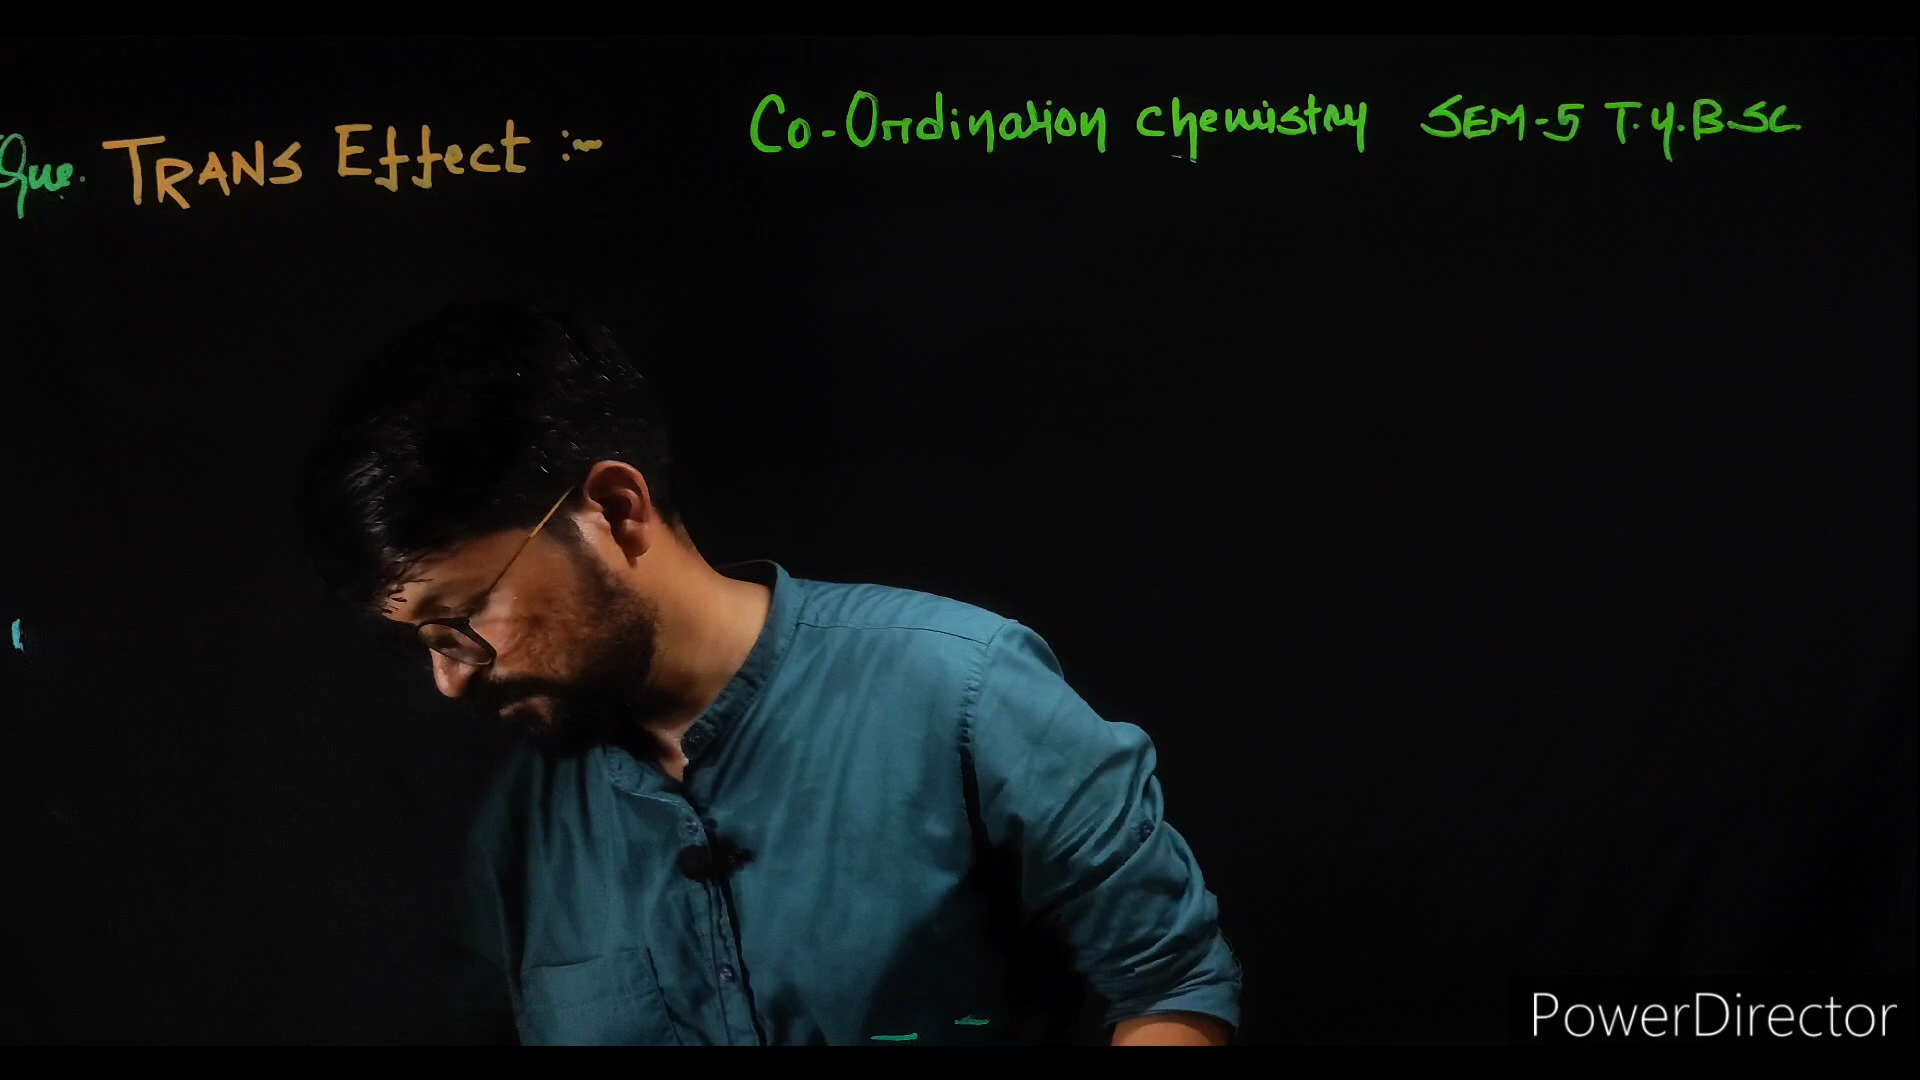 Que. TRANS Effect :-
Co-Ordination chemistry SEM-5 T.Y.B.SC
PowerDirector